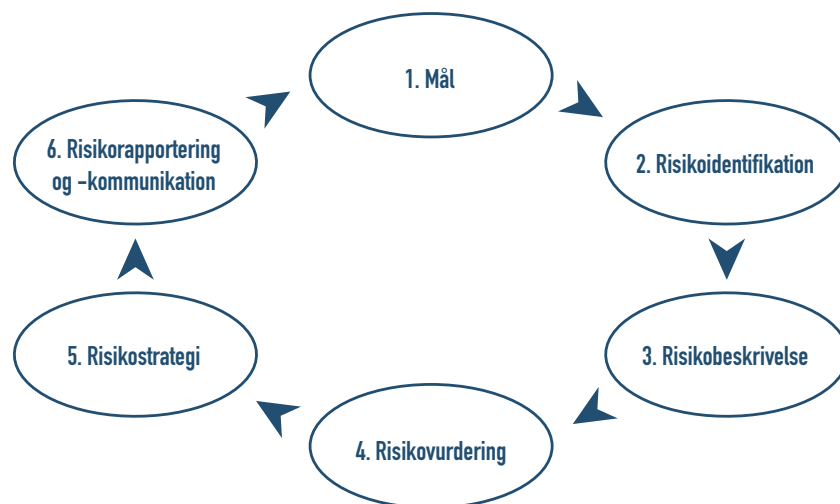 1. Mål
2. Risikoidentifikation
3. Risikobeskrivelse
4. Risikovurdering
5. Risikostrategi
6. Risikorapportering
og -kommunikation